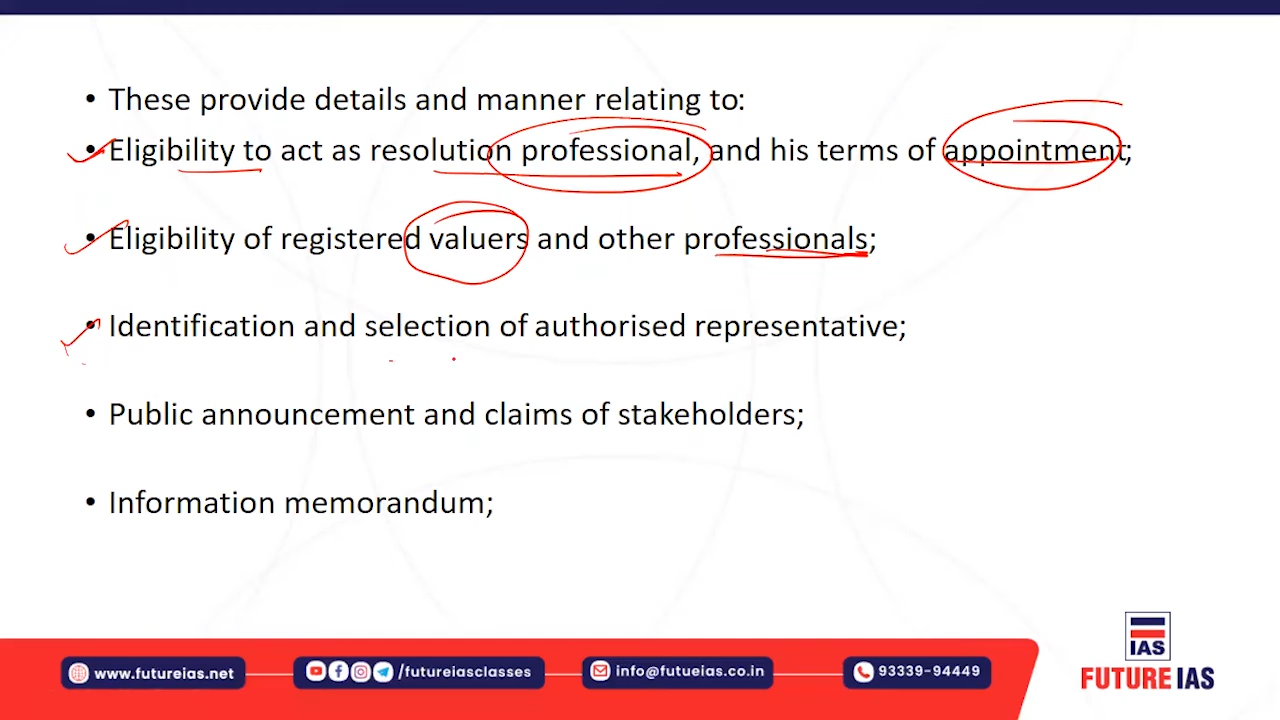 • These provide details and manner relating to:
• Eligibility to act as resolution professional, and his terms of appointment;
• Eligibility of registered valuers and other professionals;
• Identification and selection of authorised representative;
• Public announcement and claims of stakeholders;
• Information memorandum;
IAS
www.futureias.net
/futureiasclasses
info@futueias.co.in
93339-94449
FUTURE IAS